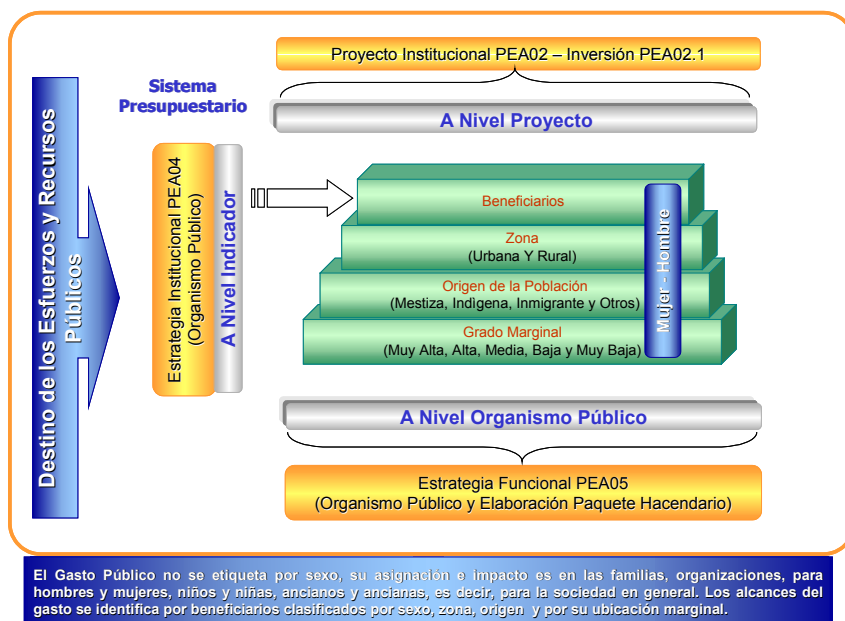 Proyecto Institucional PEA02 – Inversión PEA02.1
Sistema
Presupuestario
A Nivel Proyecto
Destino de los Esfuerzos y Recursos
Públicos
Estrategia Institucional PEA04
(Organismo Público)
A Nivel Indicador
Beneficiarios
Zona
(Urbana Y Rural)
Origen de la Población
(Mestiza, Indígena, Inmigrante y Otros)
Grado Marginal
(Muy Alta, Alta, Media, Baja y Muy Baja)
Mujer - Hombre
A Nivel Organismo Público
Estrategia Funcional PEA05
(Organismo Público y Elaboración Paquete Hacendario)
El Gasto Público no se etiqueta por sexo, su asignación e impacto es en las familias, organizaciones, para
hombres y mujeres, niños y niñas, ancianos y ancianas, es decir, para la sociedad en general. Los alcances del
gasto se identifica por beneficiarios clasificados por sexo, zona, origen y por su ubicación marginal.